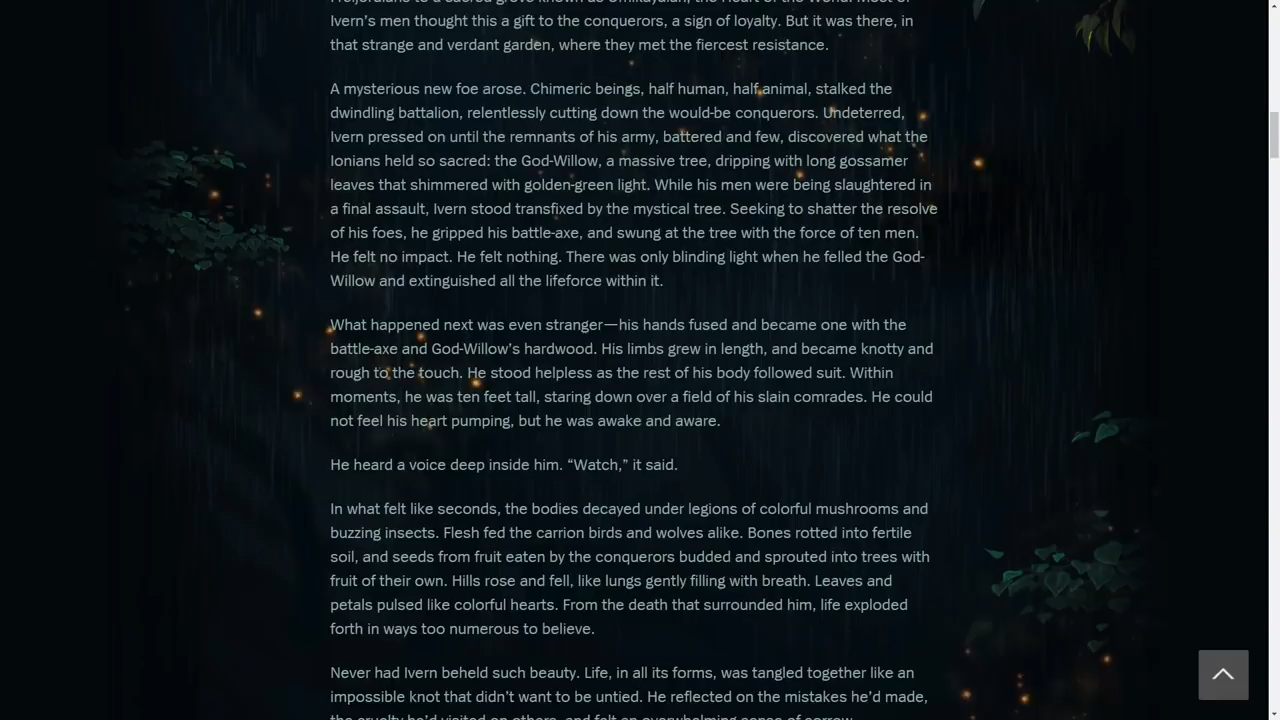 Ivern’s men thought this a gift to the conquerors, a sign of loyalty. But it was there, in
that strange and verdant garden, where they met the fiercest resistance.
A mysterious new foe arose. Chimeric beings, half human, half animal, stalked the
dwindling battalion, relentlessly cutting down the would-be conquerors. Undeterred,
Ivern pressed on until the remnants of his army, battered and few, discovered what the
Ionians held so sacred: the God-Willow, a massive tree, dripping with long gossamer
leaves that shimmered with golden-green light. While his men were being slaughtered in
a final assault, Ivern stood transfixed by the mystical tree. Seeking to shatter the resolve
of his foes, he gripped his battle-axe, and swung at the tree with the force of ten men.
He felt no impact. He felt nothing. There was only blinding light when he felled the God-
Willow and extinguished all the lifeforce within it.
What happened next was even stranger—his hands fused and became one with the
battle-axe and God-Willow’s hardwood. His limbs grew in length, and became knotty and
rough to the touch. He stood helpless as the rest of his body followed suit. Within
moments, he was ten feet tall, staring down over a field of his slain comrades. He could
not feel his heart pumping, but he was awake and aware.
He heard a voice deep inside him. “Watch,” it said.
In what felt like seconds, the bodies decayed under legions of colorful mushrooms and
buzzing insects. Flesh fed the carrion birds and wolves alike. Bones rotted into fertile
soil, and seeds from fruit eaten by the conquerors budded and sprouted into trees with
fruit of their own. Hills rose and fell, like lungs gently filling with breath. Leaves and
petals pulsed like colorful hearts. From the death that surrounded him, life exploded
forth in ways too numerous to believe.
Never had Ivern beheld such beauty. Life, in all its forms, was tangled together like an
impossible knot that didn’t want to be untied. He reflected on the mistakes he’d made,